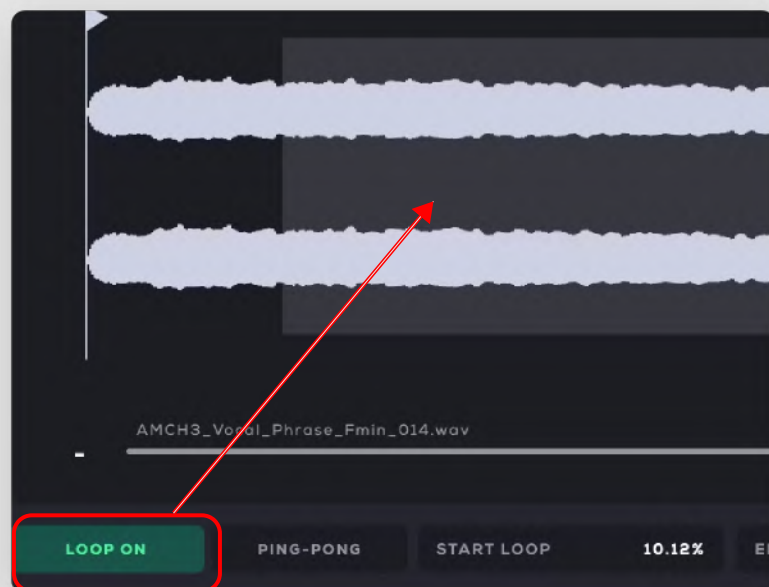 AMCH3_Vocal_Phrase_Fmin_014.wav
LOOP ON
PING-PONG
START LOOP 10.12%